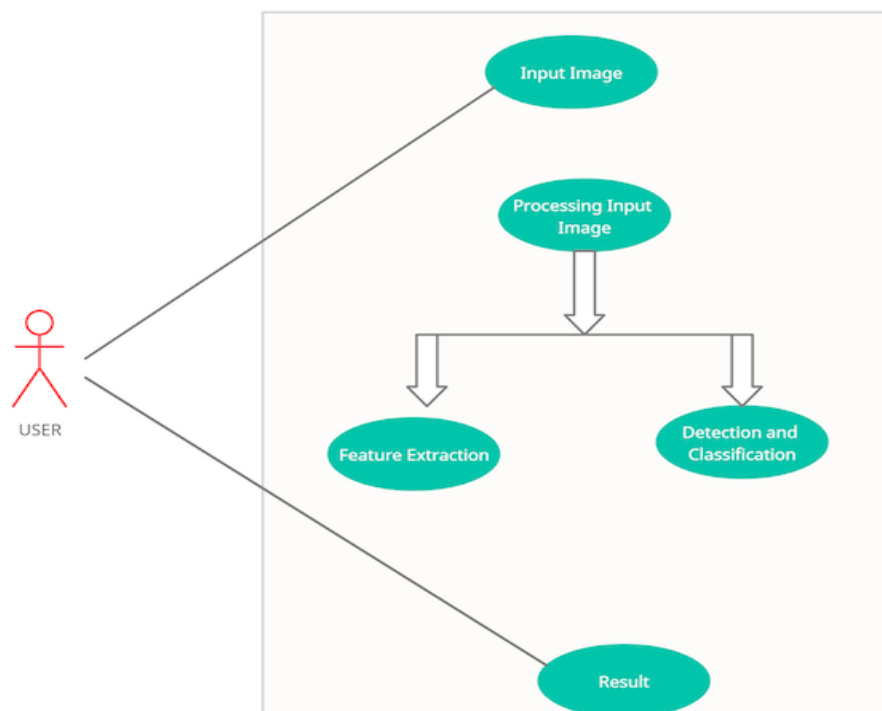 Input Image
Processing Input
Image
USER
Feature Extraction
Detection and
Classification
Result